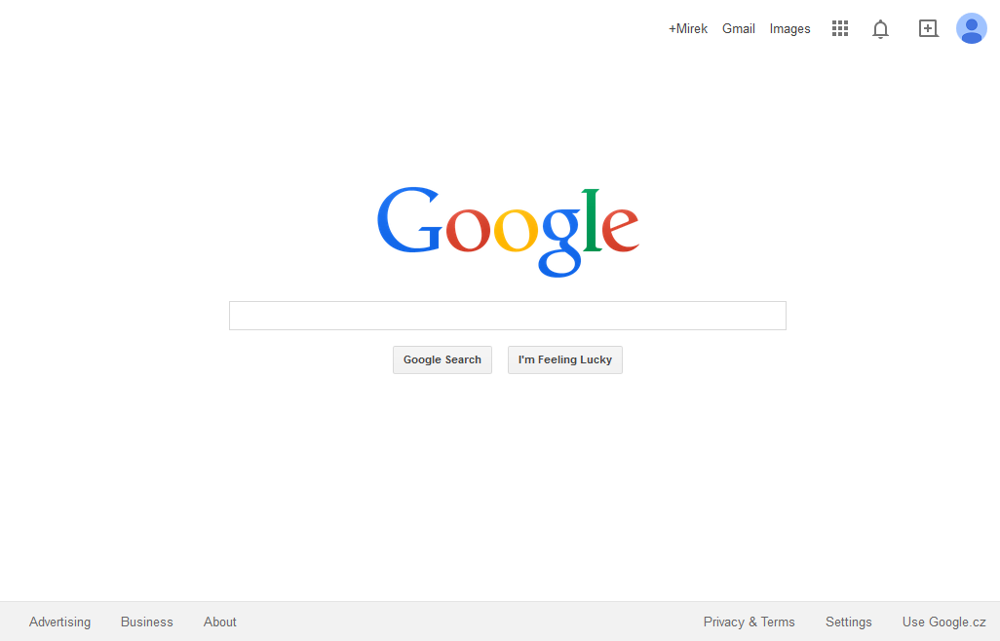 +Mirek Gmail Images
Google
Google Search I'm Feeling Lucky
Advertising Business About Privacy & Terms Settings Use Google.cz